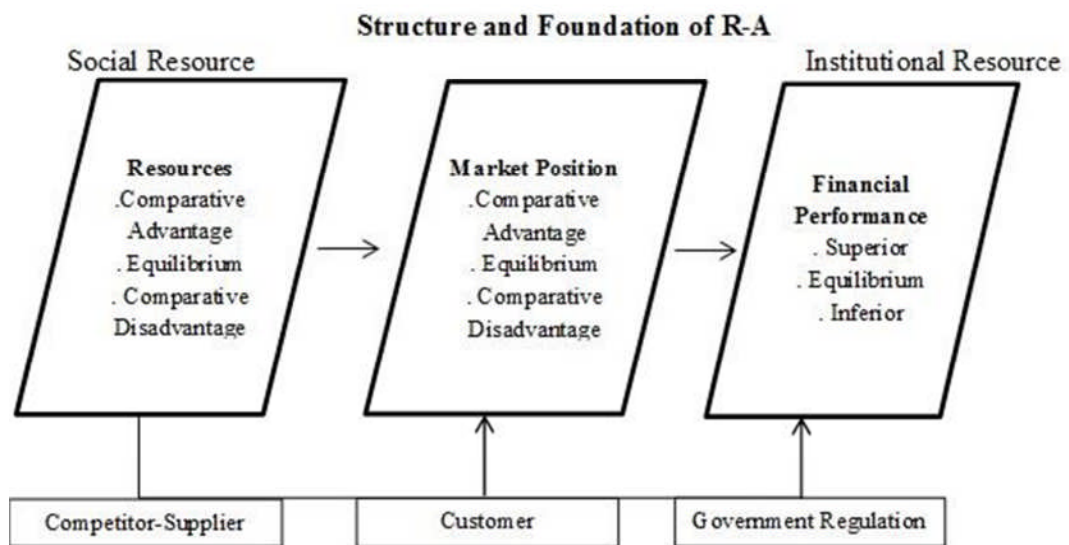 Structure and Foundation of R-A
Social Resource
Institutional Resource
Resources
.Comparative
Advantage
. Equilibrium
. Comparative
Disadvantage
Market Position
.Comparative
Advantage
. Equilibrium
. Comparative
Disadvantage
Financial
Performance
. Superior
. Equilibrium
. Inferior
Competitor-Supplier
Customer
Government Regulation